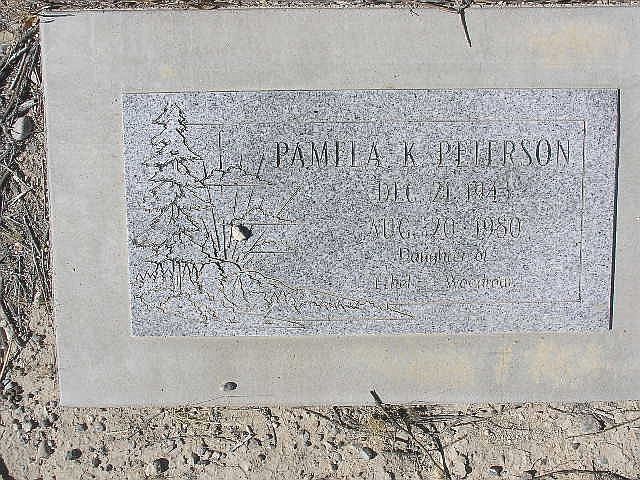 PAMELA K. PETERSON
DEC. 21, 1943
AUG. 20, 1980
Daughter of
Ethel Woodrow